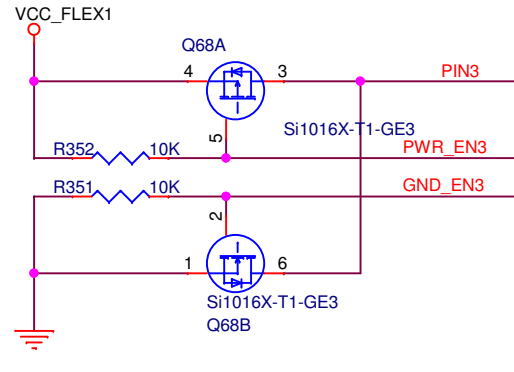 VCC_FLEX1
Q68A
4
3
PIN3
5
Si1016X-T1-GE3
R352
10K
PWR_EN3
R351
10K
GND_EN3
2
1
6
Si1016X-T1-GE3
Q68B